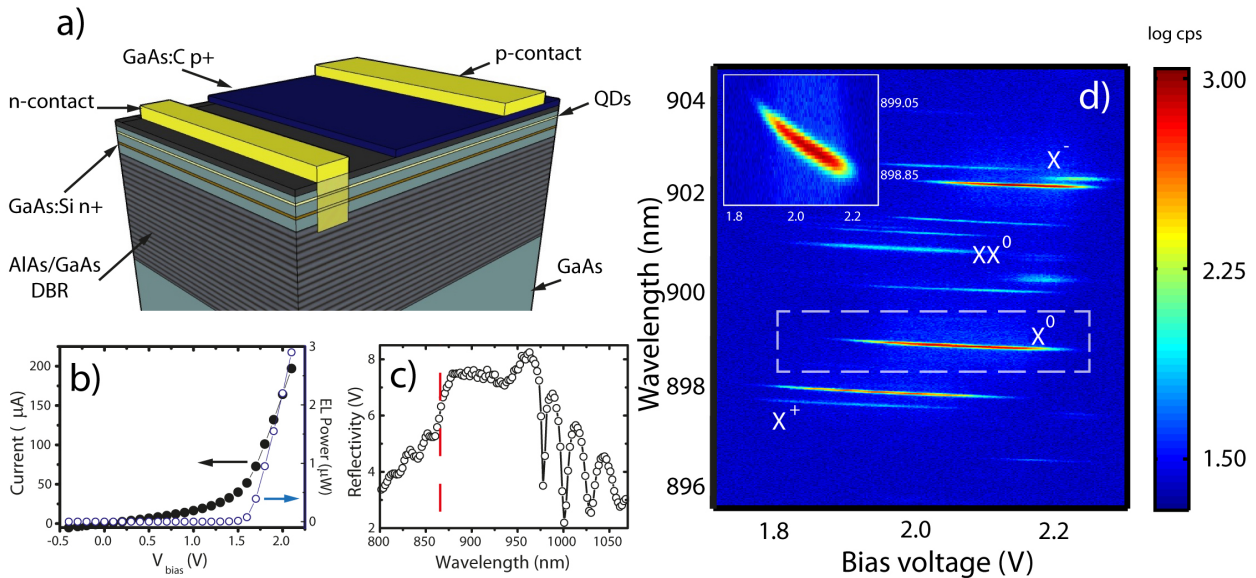 a)
GaAs:C p+
p-contact
n-contact
QDs
GaAs:Si n+
AlAs/GaAs
DBR
GaAs
b)
Current ( μA)
200
150
100
50
0
EL Power (μW)
3
2
1
0
-0.5
0.0
0.5
1.0
1.5
2.0
V bias (V)
c)
Reflectivity (V)
8
6
4
2
800
850
900
950
1000
1050
Wavelength (nm)
d)
log cps
3.00
2.25
1.50
Wavelength (nm)
904
902
900
898
896
899.05
898.85
1.8
2.0
2.2
X-
XX0
X0
X+
1.8
2.0
2.2
Bias voltage (V)